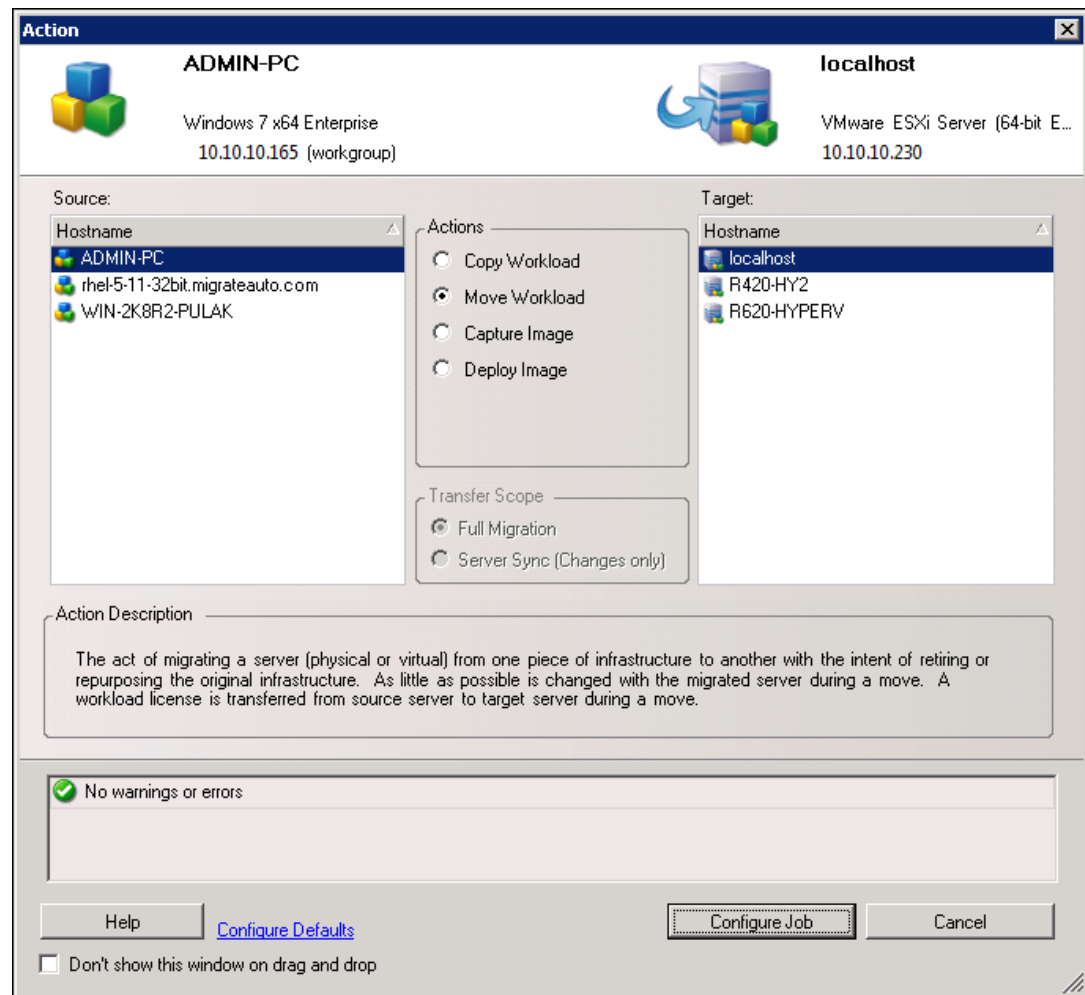 Action
ADMIN-PC
Windows 7 x64 Enterprise
10.10.10.165 (workgroup)
localhost
VMware ESXi Server (64-bit E...
10.10.10.230
Source:
Hostname
ADMIN-PC
rhel-5-11-32bit.migrateauto.com
WIN-2K8R2-PULAK
Actions
Copy Workload
Move Workload
Capture Image
Deploy Image
Transfer Scope
Full Migration
Server Sync (Changes only)
Target:
Hostname
localhost
R420-HY2
R620-HYPERV
Action Description
The act of migrating a server (physical or virtual) from one piece of infrastructure to another with the intent of retiring or
repurposing the original infrastructure. As little as possible is changed with the migrated server during a move. A
workload license is transferred from source server to target server during a move.
No warnings or errors
Help
Configure Defaults
Configure Job
Cancel
Don't show this window on drag and drop